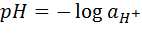 pH = − log a_{H⁺}